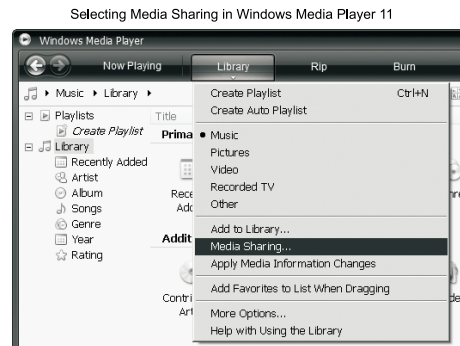 Selecting Media Sharing in Windows Media Player 11
Windows Media Player
Now Playing
Library
Rip
Burn
Music
Library
Playlists
Create Playlist
Library
Recently Added
Artist
Album
Songs
Genre
Year
Rating
Title
Prima
Rece
Add
Addit
Contri
Art
Create Playlist Ctrl+N
Create Auto Playlist
Music
Pictures
Video
Recorded TV
Other
Add to Library...
Media Sharing...
Apply Media Information Changes
Add Favorites to List When Dragging
More Options...
Help with Using the Library